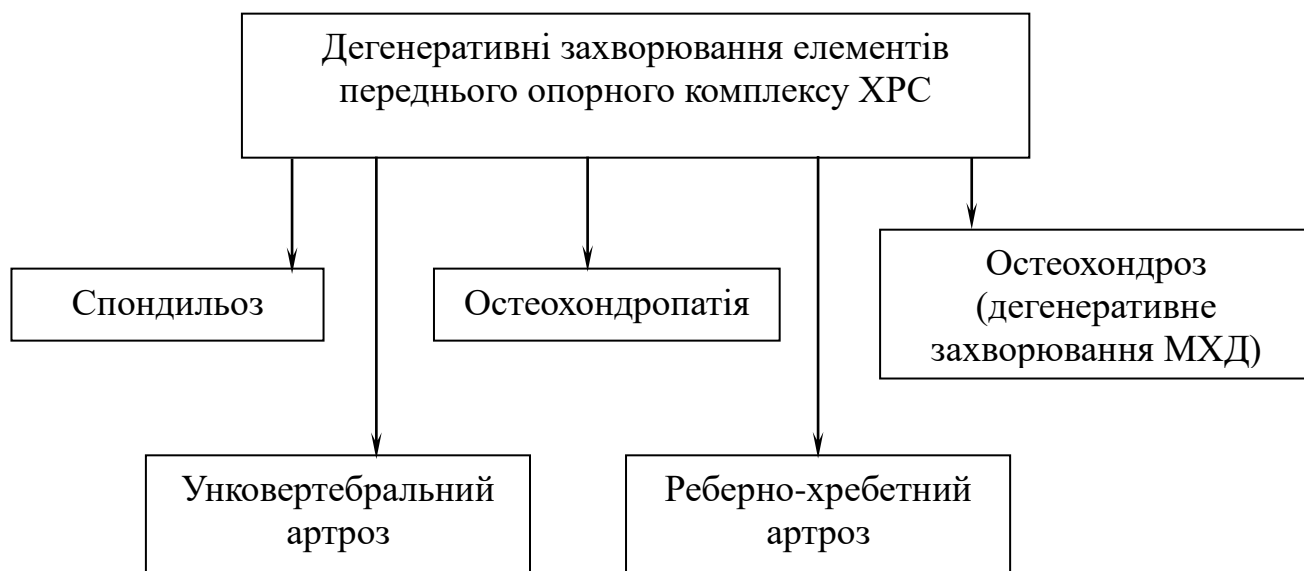 Дегенеративні захворювання елементів
переднього опорного комплексу ХРС
Спондильоз
Остеохондропатія
Остеохондроз
(дегенеративне
захворювання МХД)
Унковертебральний
артроз
Реберно-хребетний
артроз